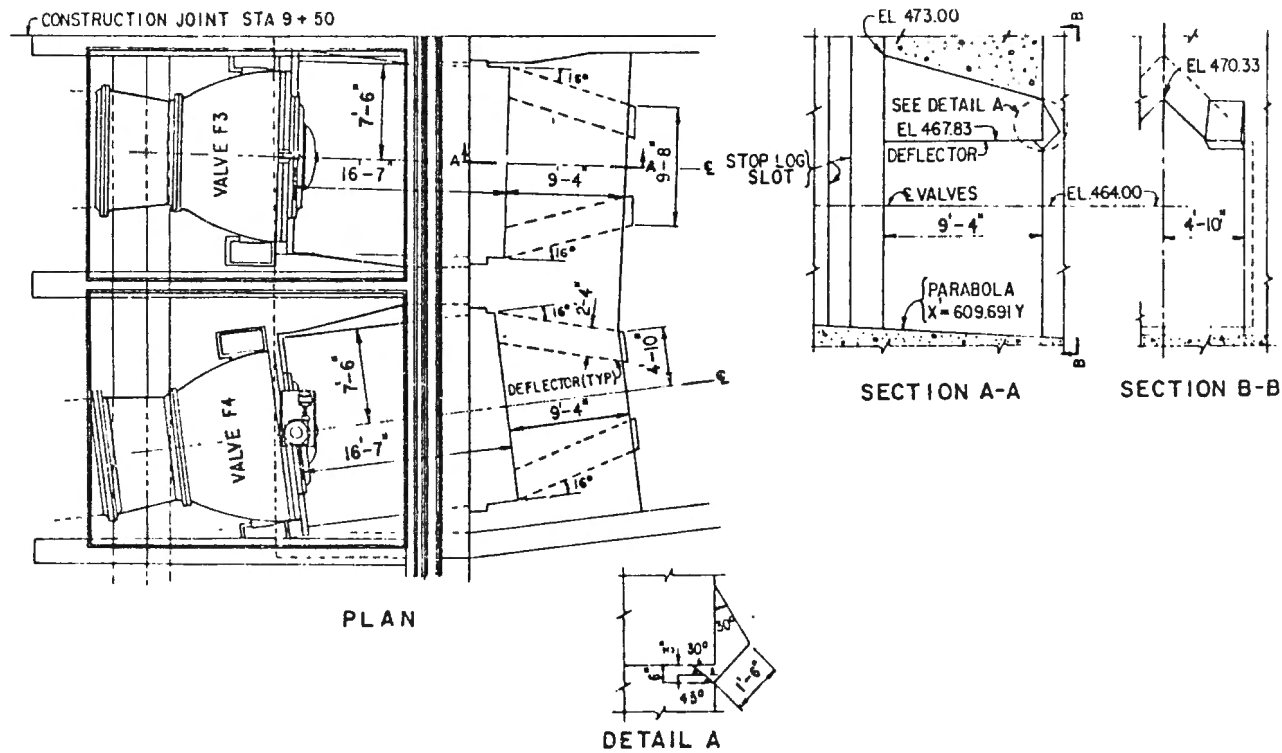 CONSTRUCTION JOINT STA 9 + 50
VALVE F3
7'-6"
16-7"
16°
A
A
9-4"
9-8"
℄
16°
VALVE F4
7'-6"
16'-7"
16°
2-4"
DEFLECTOR (TYP)
4'-10"
9'-4"
℄
16°
PLAN
EL 473.00
B
SEE DETAIL A
EL 467.83
DEFLECTOR
STOP LOG
SLOT
℄ VALVES
EL 464.00
9'-4"
PARABOLA
X' = 609.691 Y
B
SECTION A-A
EL 470.33
4'-10"
SECTION B-B
30°
30°
6"
45°
1'-6"
DETAIL A